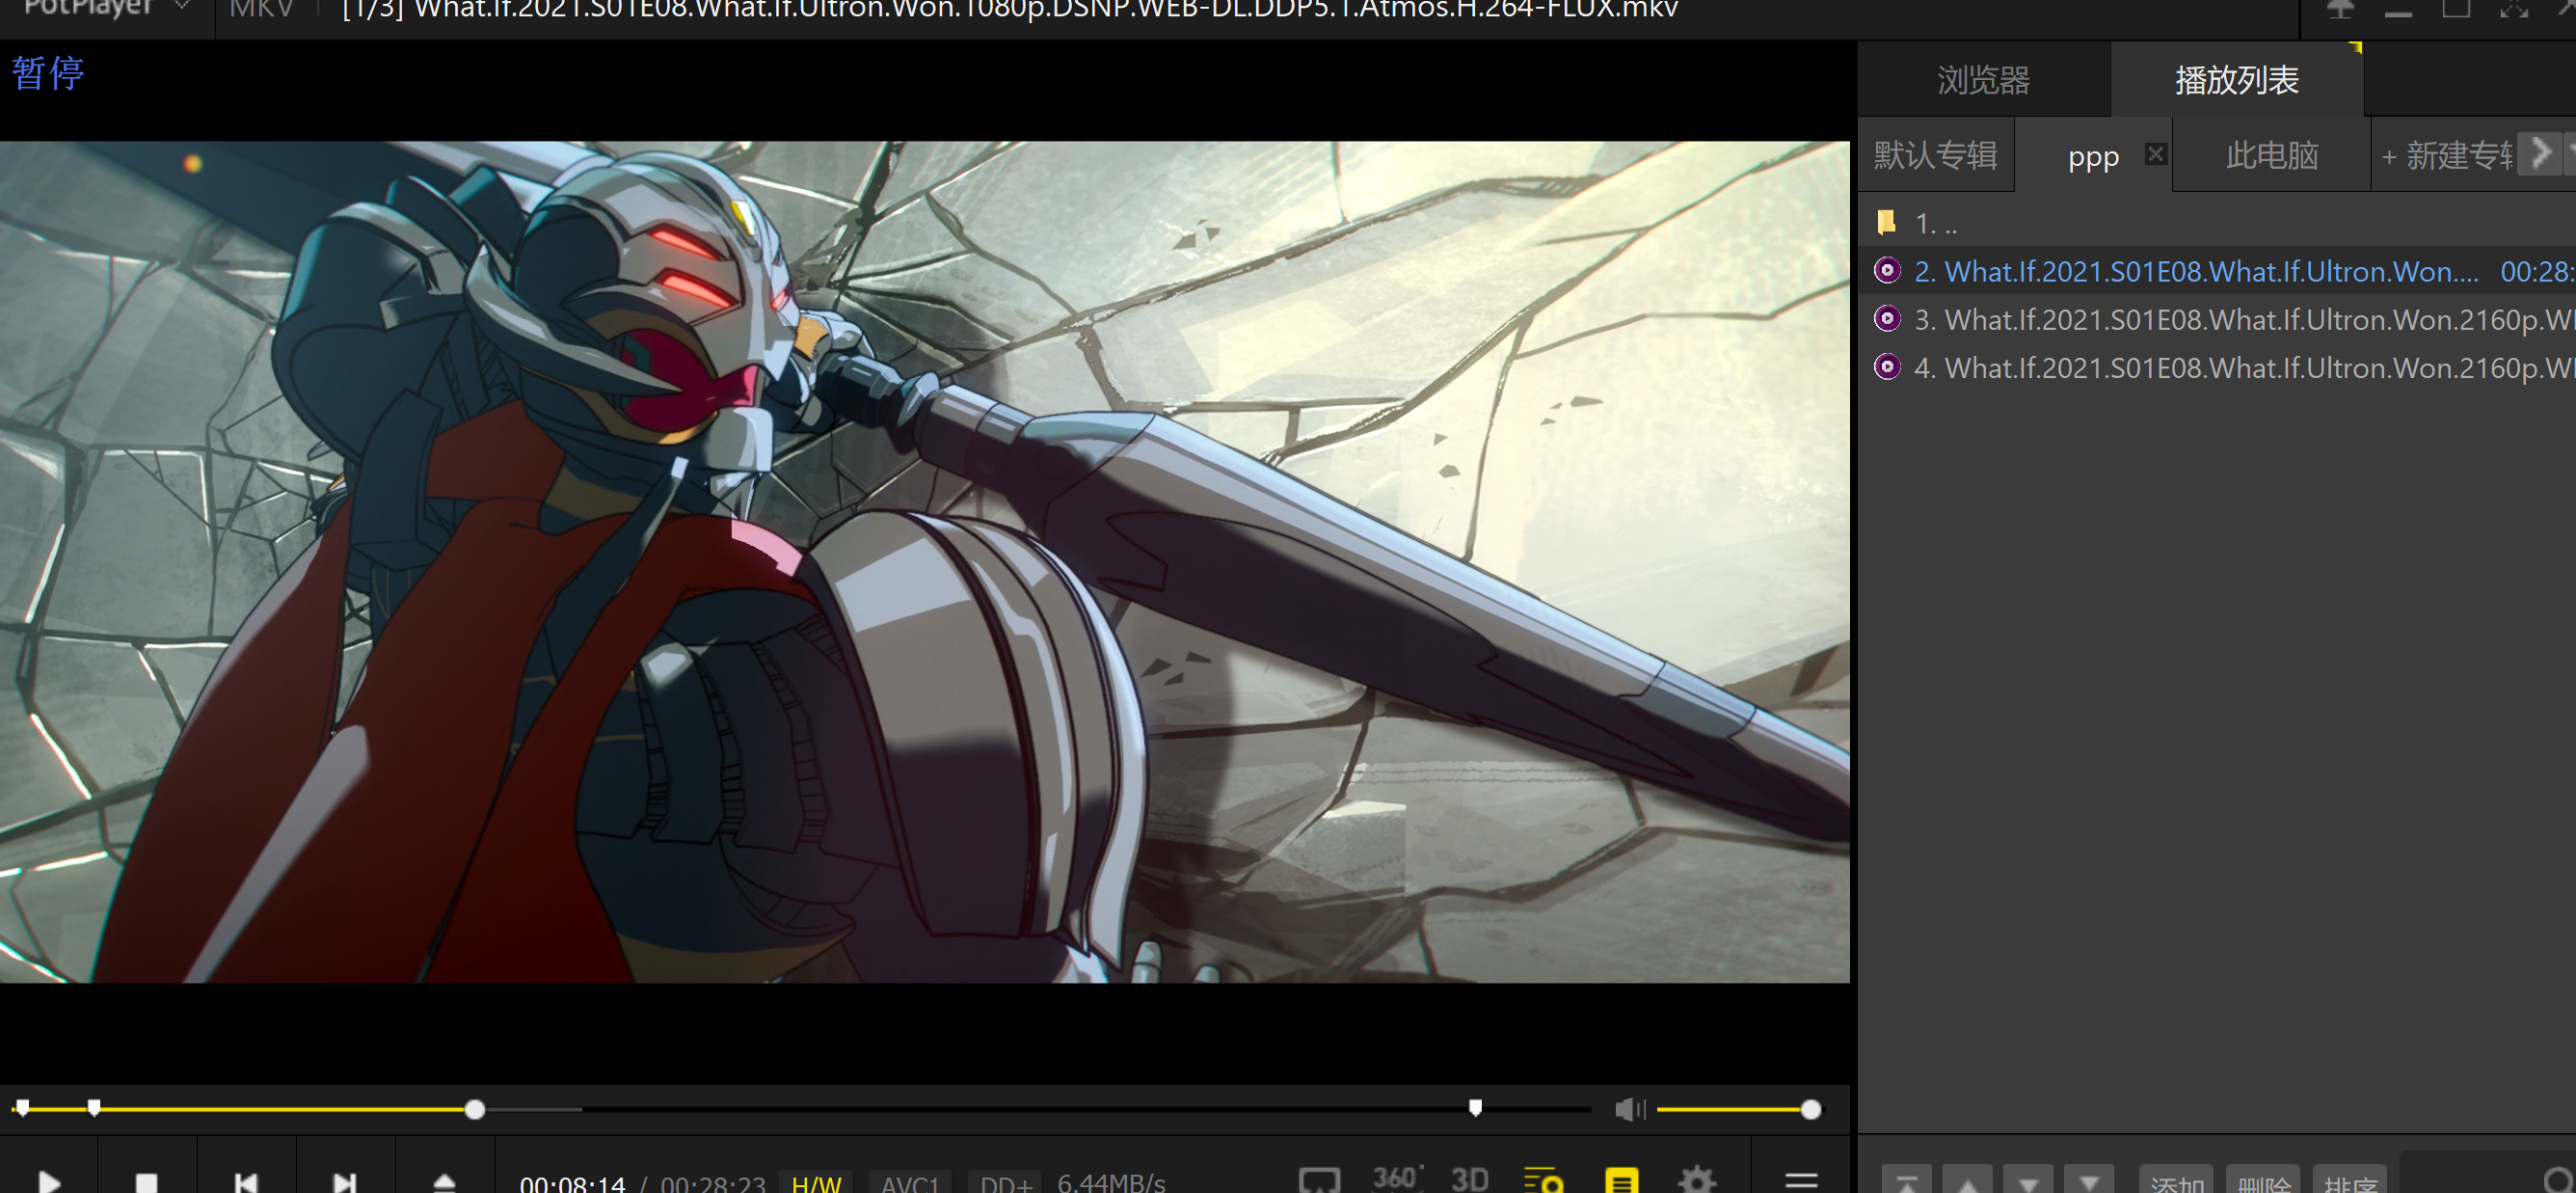 PotPlayer MKV [1/3] What.If.2021.S01E08.What.If.Ultron.Won.1080p.DSNP.WEB-DL.DDP5.1.Atmos.H.264-FLUX.mkv
暂停
浏览器 播放列表
默认专辑 ppp 此电脑 + 新建专辑
1. ..
2. What.If.2021.S01E08.What.If.Ultron.Won.... 00:28:
3. What.If.2021.S01E08.What.If.Ultron.Won.2160p.WE
4. What.If.2021.S01E08.What.If.Ultron.Won.2160p.WE
00:08:14 / 00:28:23 H/W AVC1 DD+ 6.44MB/s 360° 3D
添加 删除 排序